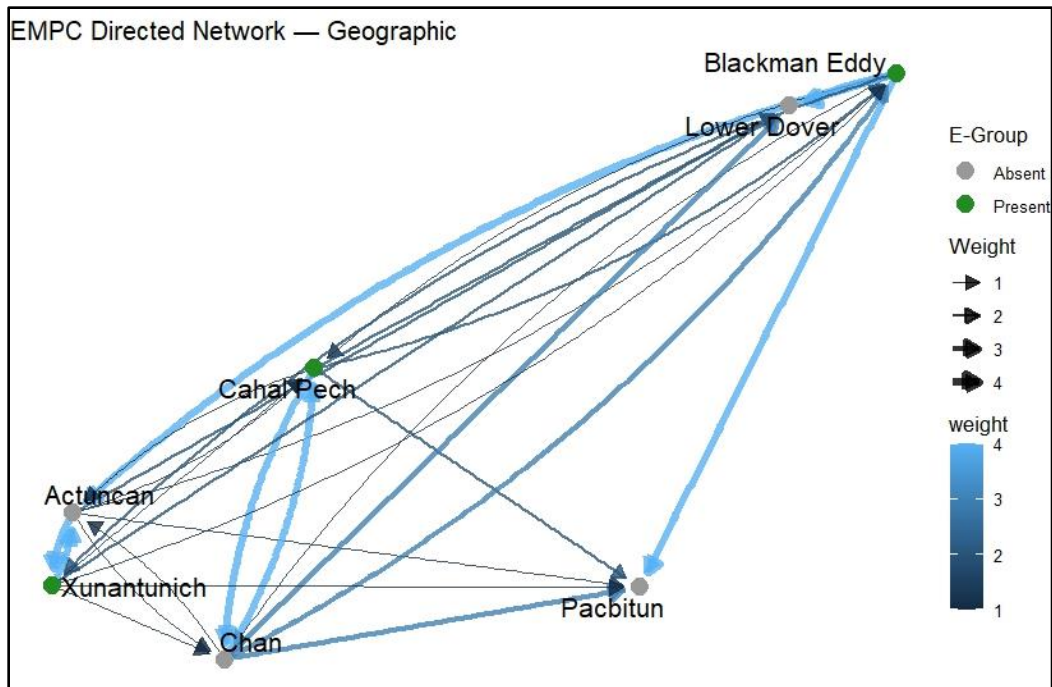 EMPC Directed Network — Geographic
Blackman Eddy
Lower Dover
Cahal Pech
Actuncan
Xunantunich
Pacbitun
Chan
E-Group
Absent
Present
Weight
1
2
3
4
weight
4
3
2
1